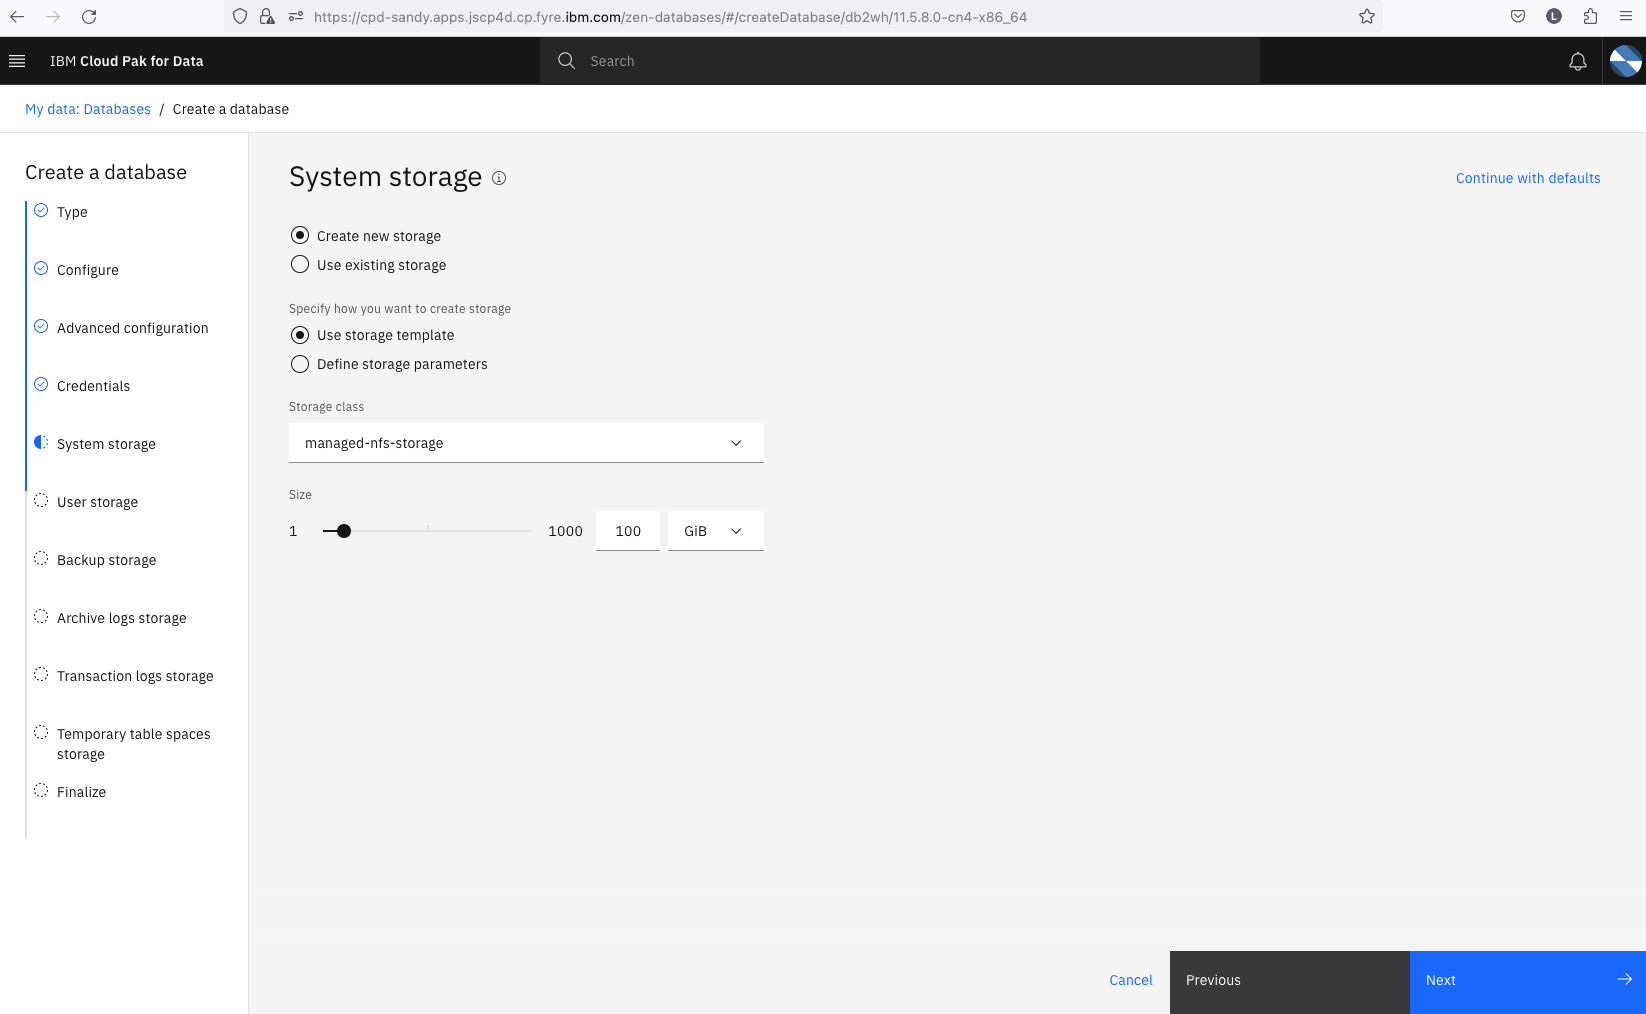 https://cpd-sandy.apps.jscp4d.cp.fyre.ibm.com/zen-databases/#/createDatabase/db2wh/11.5.8.0-cn4-x86_64
L
IBM Cloud Pak for Data
Search
My data: Databases / Create a database
Create a database
Type
Configure
Advanced configuration
Credentials
System storage
User storage
Backup storage
Archive logs storage
Transaction logs storage
Temporary table spaces
storage
Finalize
System storage
Continue with defaults
Create new storage
Use existing storage
Specify how you want to create storage
Use storage template
Define storage parameters
Storage class
managed-nfs-storage
Size
1 1000 100 GiB
Cancel Previous Next